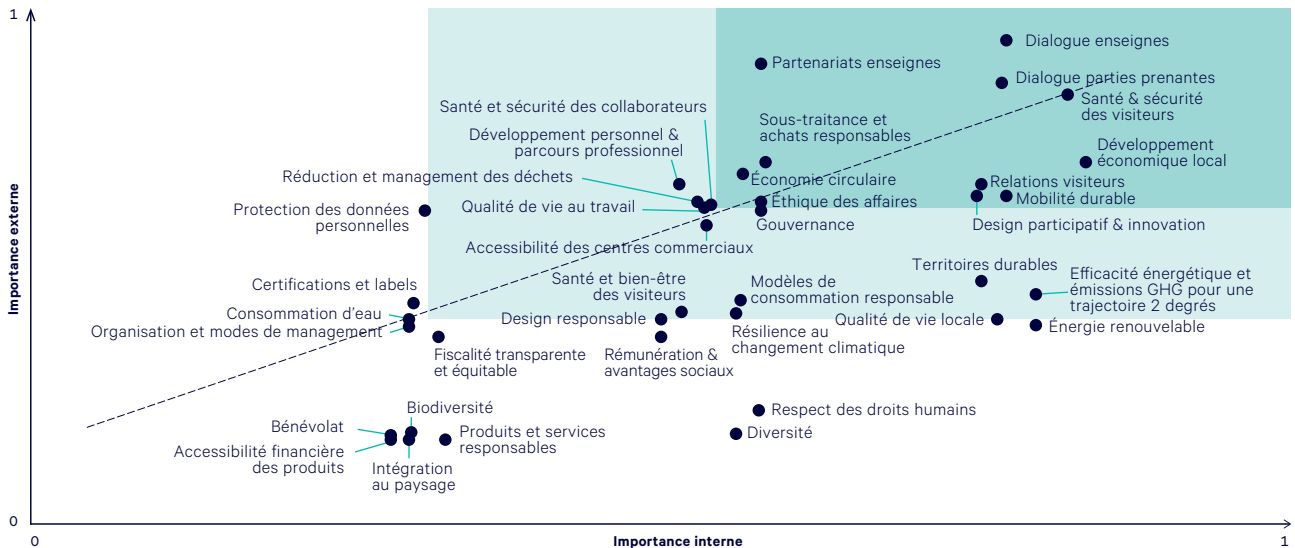 1
Dialogue enseignes
Partenariats enseignes
Dialogue parties prenantes
Santé & sécurité
des visiteurs
Santé et sécurité des collaborateurs
Sous-traitance et
achats responsables
Développement personnel &
parcours professionnel
Développement
économique local
Réduction et management des déchets
Économie circulaire
Relations visiteurs
Mobilité durable
Qualité de vie au travail
Éthique des affaires
Protection des données
personnelles
Gouvernance
Design participatif & innovation
Accessibilité des centres commerciaux
Importance externe
Territoires durables
Efficacité énergétique et
émissions GHG pour une
trajectoire 2 degrés
Santé et bien-être
des visiteurs
Modèles de
consommation responsable
Certifications et labels
Consommation d'eau
Organisation et modes de management
Design responsable
Qualité de vie locale
Énergie renouvelable
Résilience au
changement climatique
Fiscalité transparente
et équitable
Rémunération &
avantages sociaux
Biodiversité
Respect des droits humains
Bénévolat
Produits et services
responsables
Diversité
Accessibilité financière
des produits
Intégration
au paysage
0
0
Importance interne
1